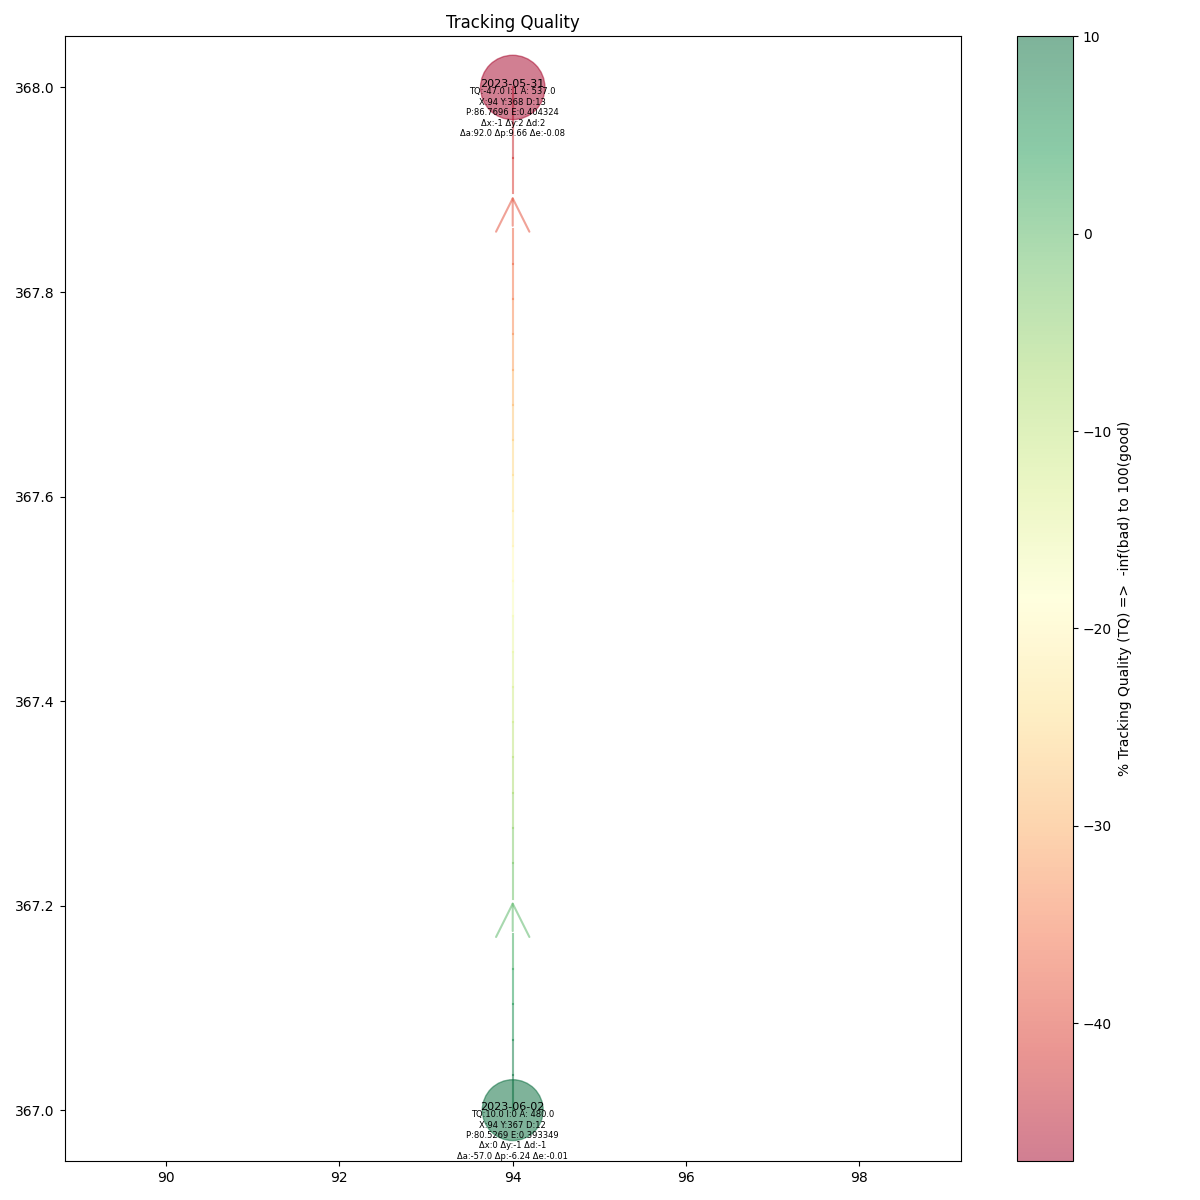 Tracking Quality
368.0
367.8
367.6
367.4
367.2
367.0
90
92
94
96
98
2023-05-31
TQ:-47.0 I:1 A: 537.0
X:94 Y:368 D:13
P:86.7696 E:0.404324
Δx:-1 Δy:2 Δd:2
Δa:92.0 Δp:9.66 Δe:-0.08
2023-06-02
TQ:10.0 I:0 A: 480.0
X:94 Y:367 D:12
P:80.5269 E:0.393349
Δx:0 Δy:-1 Δd:-1
Δa:-57.0 Δp:-6.24 Δe:-0.01
10
0
−10
−20
−30
−40
% Tracking Quality (TQ) => -inf(bad) to 100(good)